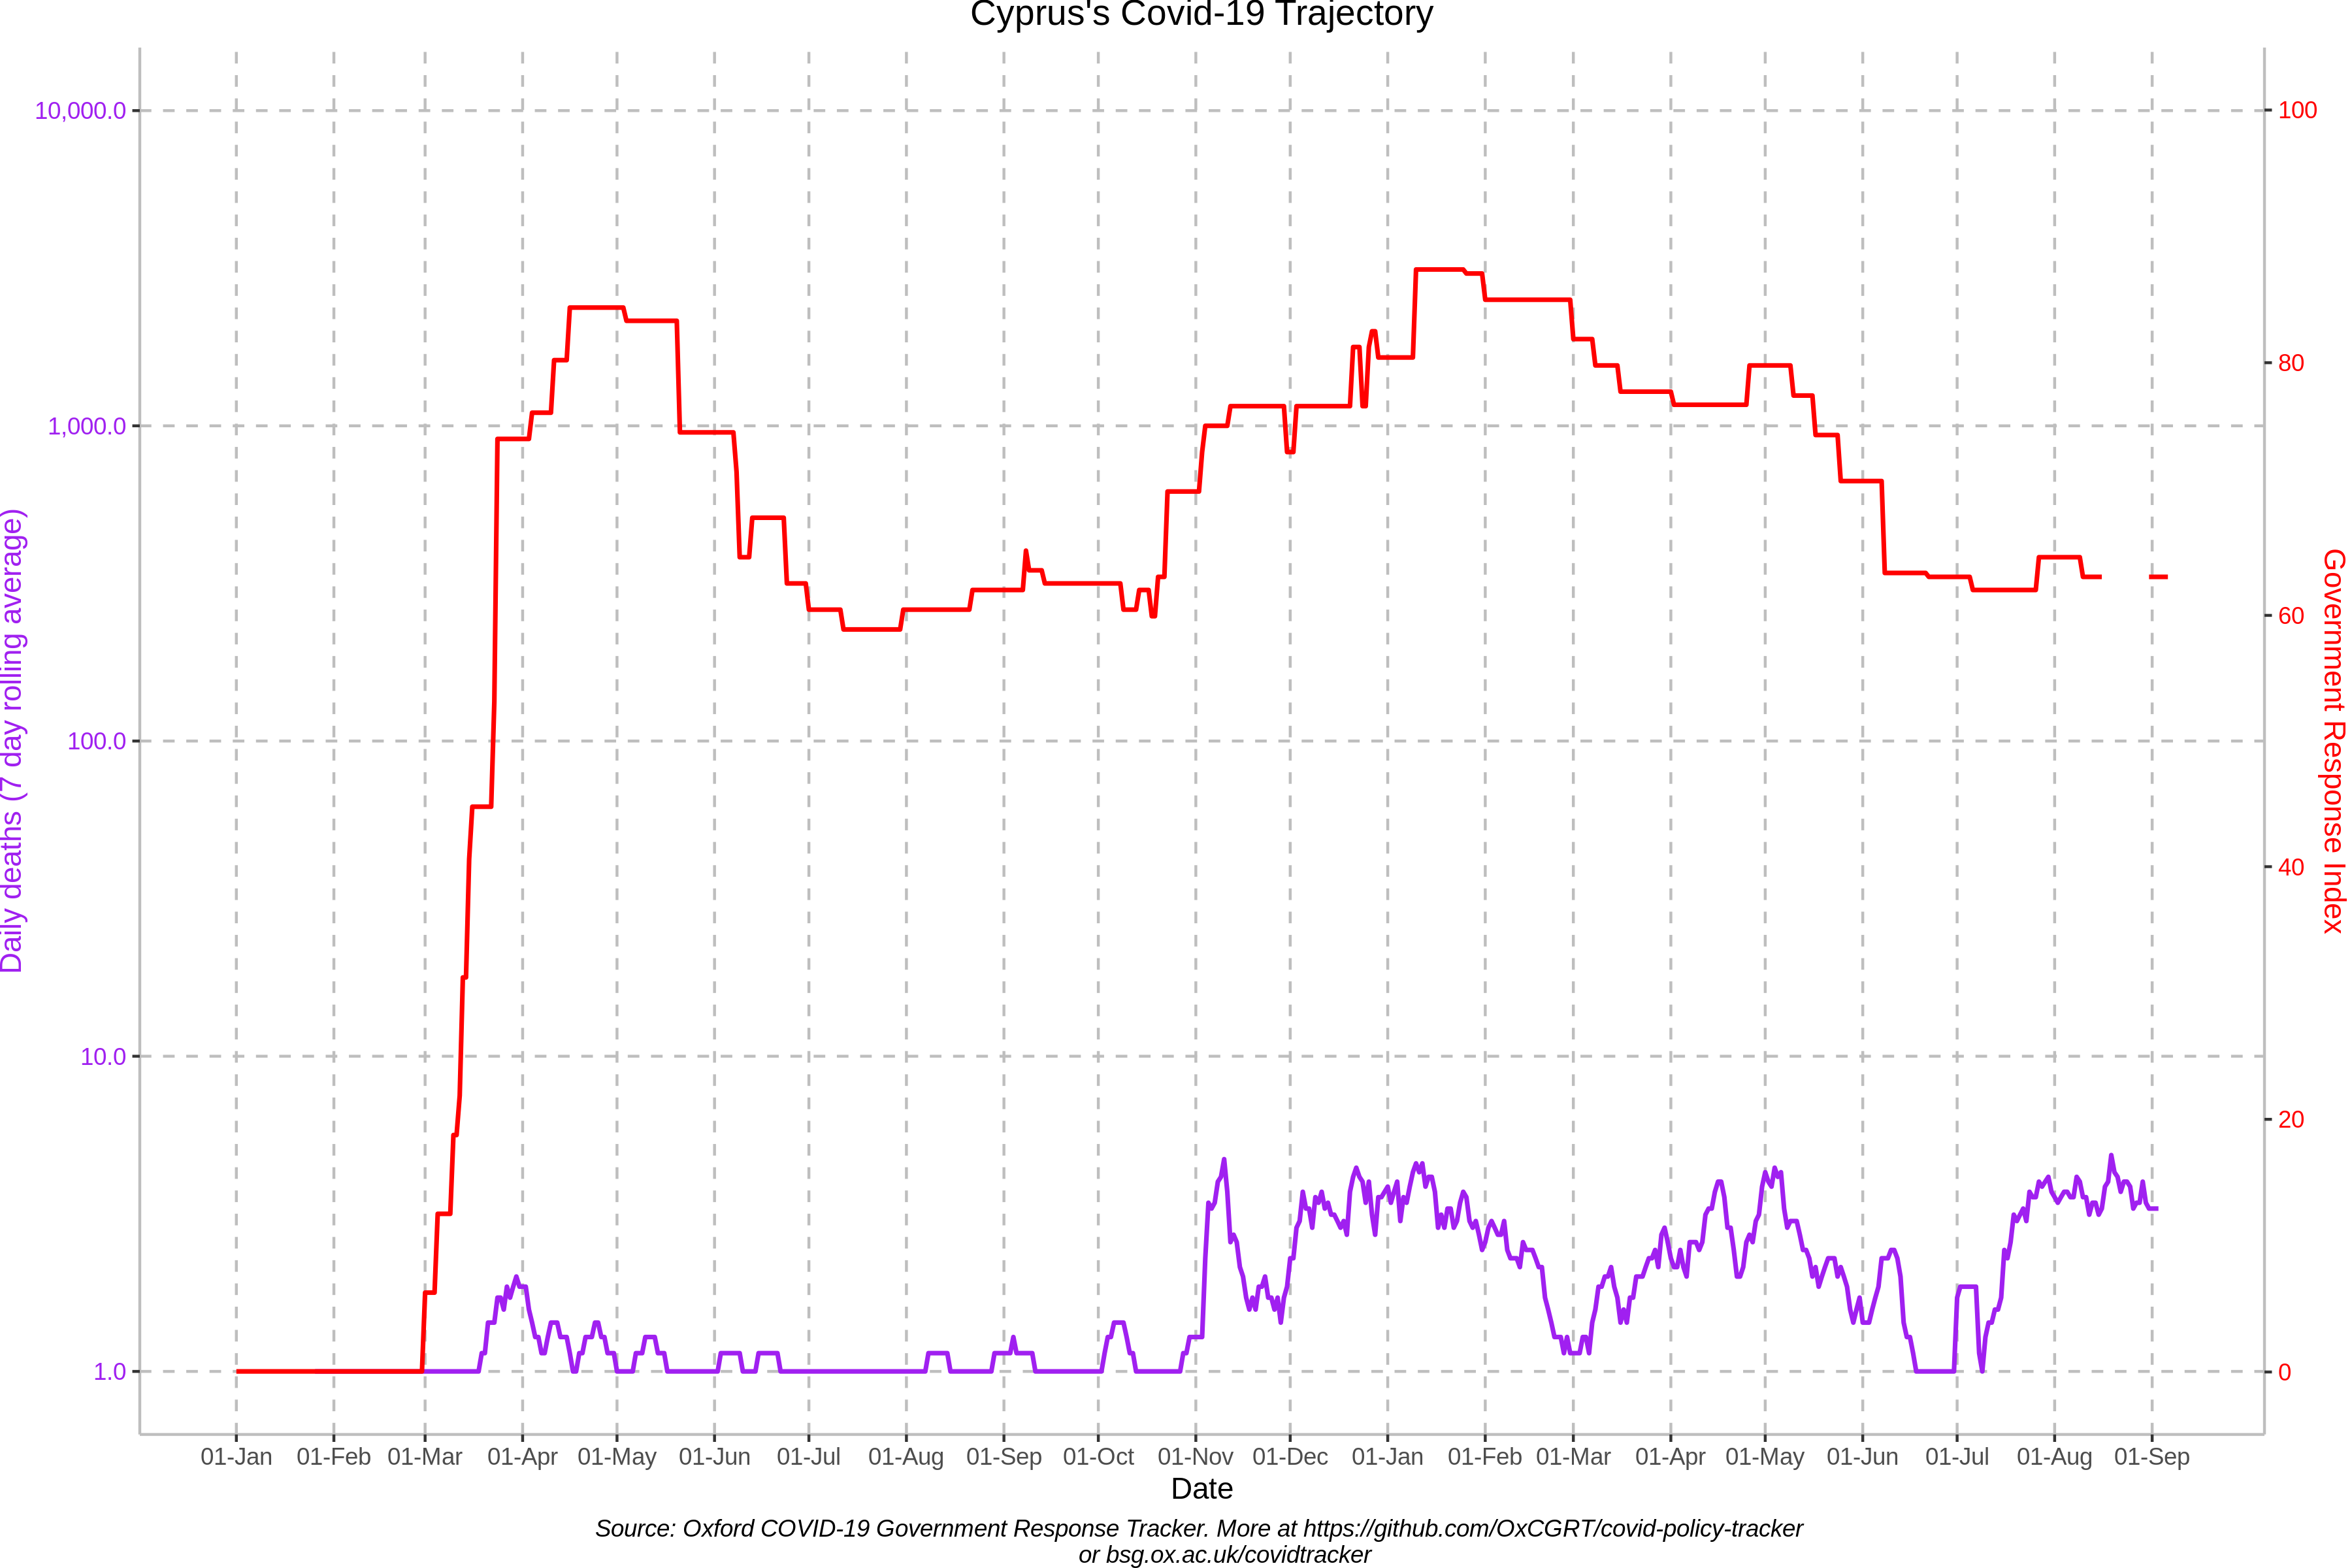 Cyprus's Covid-19 Trajectory
10,000.0
1,000.0
100.0
10.0
1.0
Daily deaths (7 day rolling average)
100
80
60
40
20
0
Government Response Index
01-Jan 01-Feb 01-Mar 01-Apr 01-May 01-Jun 01-Jul 01-Aug 01-Sep 01-Oct 01-Nov 01-Dec 01-Jan 01-Feb 01-Mar 01-Apr 01-May 01-Jun 01-Jul 01-Aug 01-Sep
Date
Source: Oxford COVID-19 Government Response Tracker. More at https://github.com/OxCGRT/covid-policy-tracker
or bsg.ox.ac.uk/covidtracker